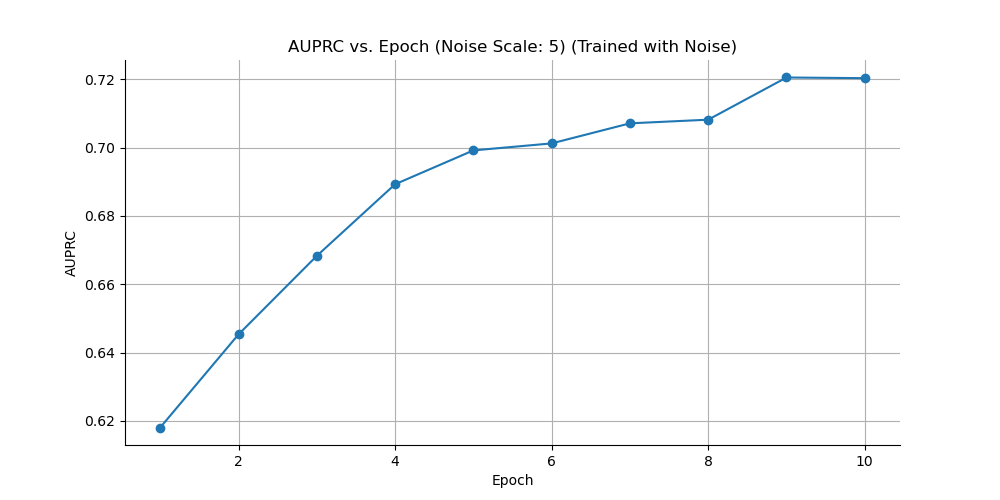 AUPRC vs. Epoch (Noise Scale: 5) (Trained with Noise)
0.72
0.70
0.68
0.66
0.64
0.62
AUPRC
2 4 6 8 10
Epoch